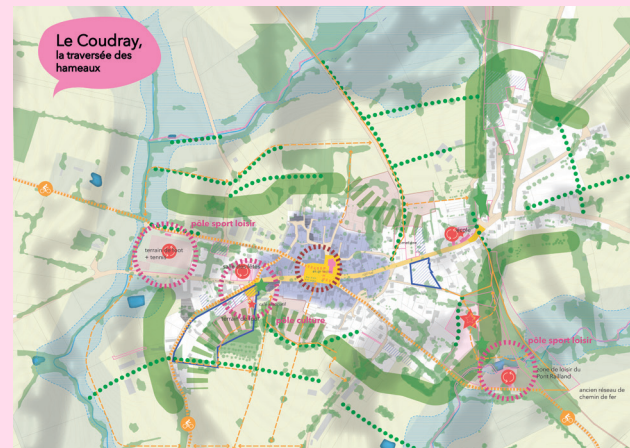 Le Coudray,
la traversée des
hameaux
pôle sport loisir
terrain de foot
+ tennis
pôle culture
pôle sport loisir
zone de loisir du
Pont Railland
ancien réseau de
chemin de fer